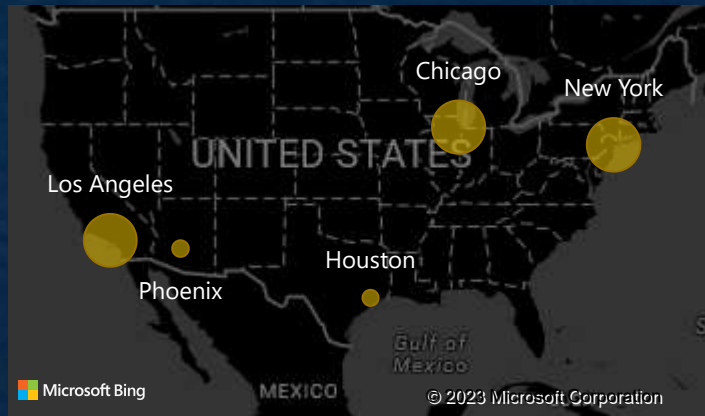 Chicago
New York
UNITED STATES
Los Angeles
Houston
Phoenix
Gulf of
Mexico
MEXICO
Microsoft Bing
© 2023 Microsoft Corporation